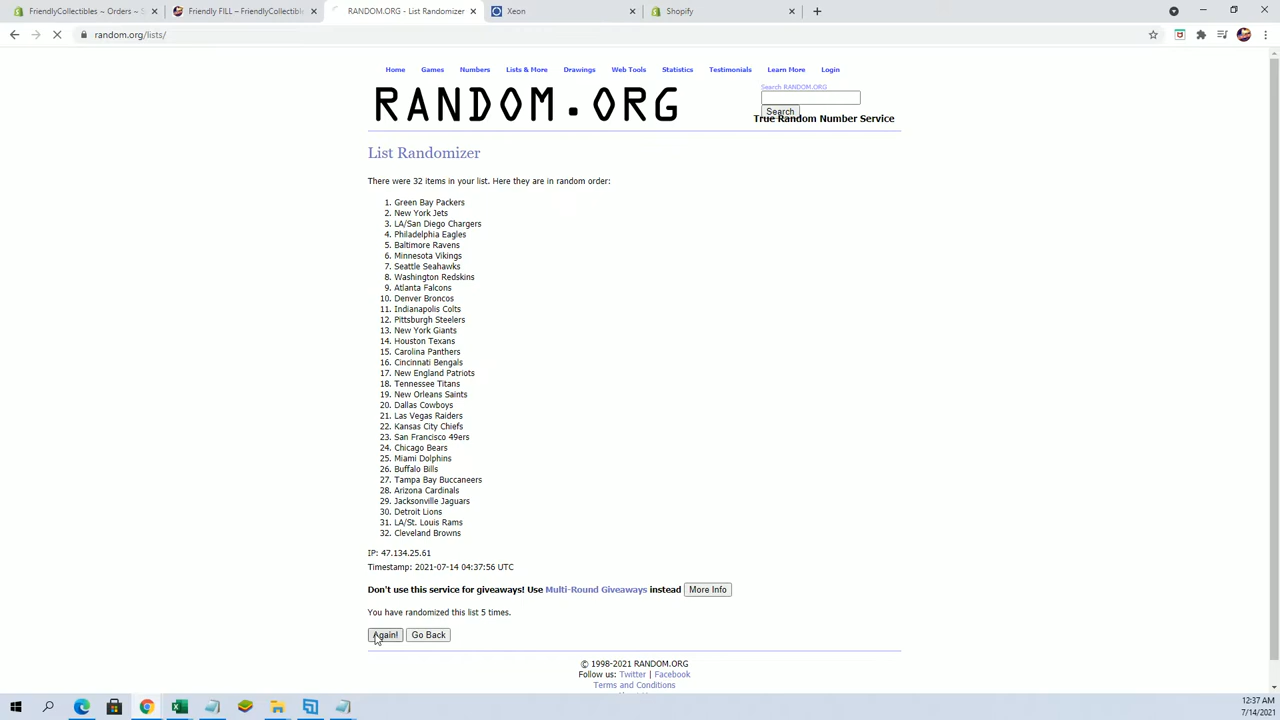 FriendlyCollectibles ~ Orders ~ S
Friendly FILL – FriendlyCollectible
RANDOM.ORG - List Randomizer
Xeon
Shopify
random.org/lists/
Home Games Numbers Lists & More Drawings Web Tools Statistics Testimonials Learn More Login
RANDOM.ORG
Search RANDOM.ORG
Search
True Random Number Service
List Randomizer
There were 32 items in your list. Here they are in random order:
1. Green Bay Packers
2. New York Jets
3. LA/San Diego Chargers
4. Philadelphia Eagles
5. Baltimore Ravens
6. Minnesota Vikings
7. Seattle Seahawks
8. Washington Redskins
9. Atlanta Falcons
10. Denver Broncos
11. Indianapolis Colts
12. Pittsburgh Steelers
13. New York Giants
14. Houston Texans
15. Carolina Panthers
16. Cincinnati Bengals
17. New England Patriots
18. Tennessee Titans
19. New Orleans Saints
20. Dallas Cowboys
21. Las Vegas Raiders
22. Kansas City Chiefs
23. San Francisco 49ers
24. Chicago Bears
25. Miami Dolphins
26. Buffalo Bills
27. Tampa Bay Buccaneers
28. Arizona Cardinals
29. Jacksonville Jaguars
30. Detroit Lions
31. LA/St. Louis Rams
32. Cleveland Browns
IP: 47.134.25.61
Timestamp: 2021-07-14 04:37:56 UTC
Don't use this service for giveaways! Use Multi-Round Giveaways instead More Info
You have randomized this list 5 times.
Again! Go Back
© 1998-2021 RANDOM.ORG
Follow us: Twitter | Facebook
Terms and Conditions
12:37 AM
7/14/2021